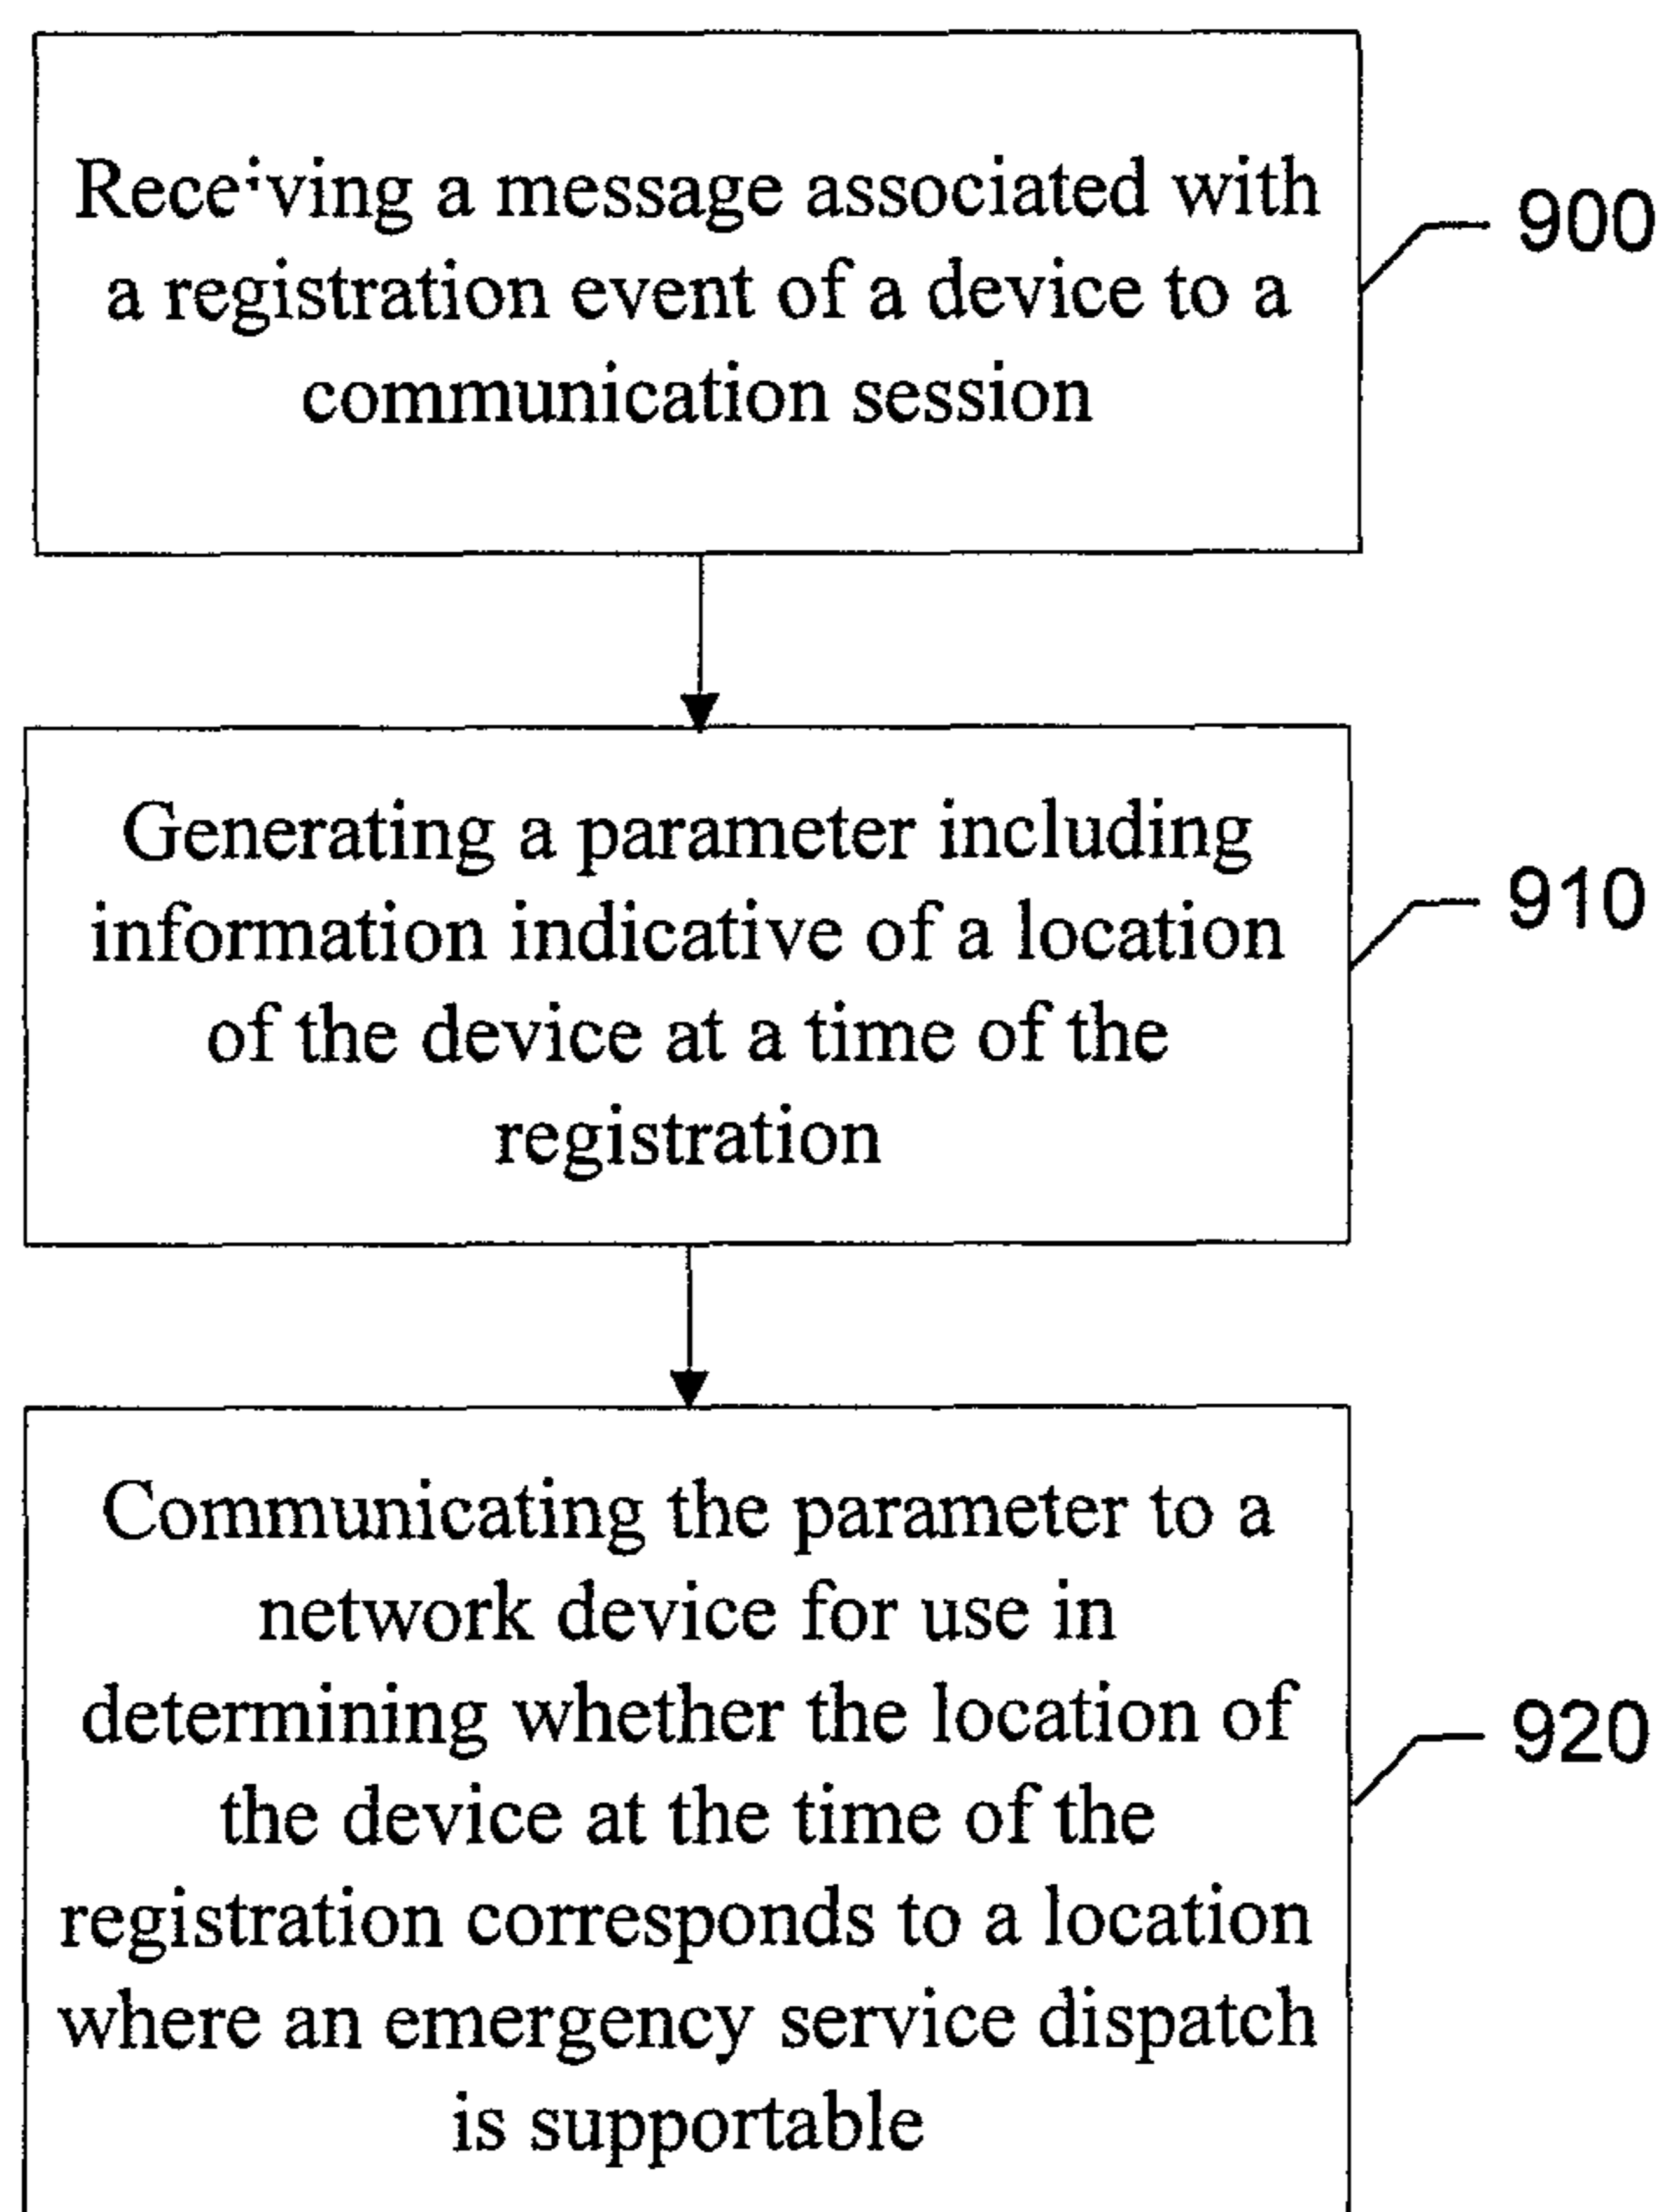 Receiving a message associated with
a registration event of a device to a
communication session
900
Generating a parameter including
information indicative of a location
of the device at a time of the
registration
910
Communicating the parameter to a
network device for use in
determining whether the location of
the device at the time of the
registration corresponds to a location
where an emergency service dispatch
is supportable
920